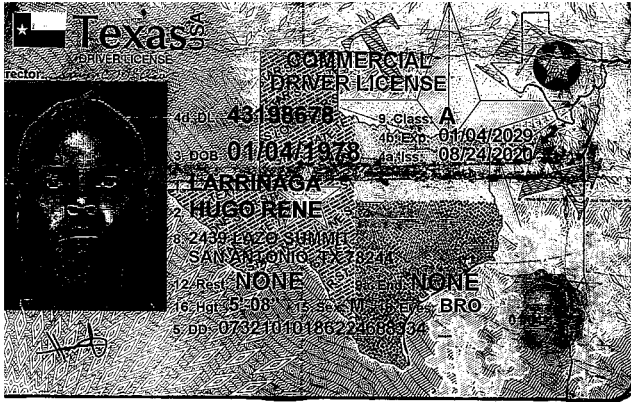 Texas USA
DRIVER LICENSE
COMMERCIAL
DRIVER LICENSE
rector
4d. DL: 43198678
9. Class: A
4b. Exp: 01/04/2029
3. DOB: 01/04/1978
4a. Iss: 08/24/2020
1. LARRINAGA
2. HUGO RENE
8. 2439 LAZO SUMMIT
SAN ANTONIO, TX 78244
12. Rest: NONE
9a. End: NONE
16. Hgt: 5'-08"
15. Sex: M
18. Eyes: BRO
5. DD: